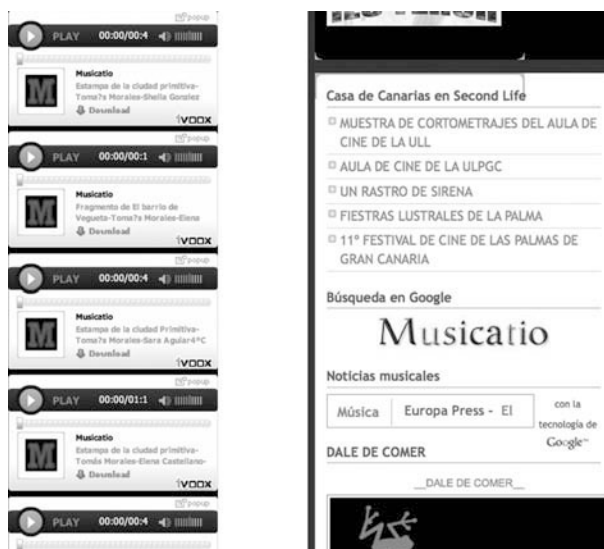 popup
PLAY 00:00/00:4
Musicatio
Estampa de la ciudad primitiva-
Toma?s Morales-Sheila Gonslez
Download
iVOOX
popup
PLAY 00:00/00:1
Musicatio
Fragmento de El barrio de
Vegueta-Toma?s Morales-Elena
Download
iVOOX
popup
PLAY 00:00/00:4
Musicatio
Estampa de la ciudad Primitiva-
Toma?s Morales-Sara Aguiar4ºC
Download
iVOOX
popup
PLAY 00:00/01:1
Musicatio
Estampa de la ciudad primitiva-
Tomás Morales-Elena Castellano-
Download
iVOOX
popup
PLAY 00:00/00:4
Casa de Canarias en Second Life
MUESTRA DE CORTOMETRAJES DEL AULA DE
CINE DE LA ULL
AULA DE CINE DE LA ULPGC
UN RASTRO DE SIRENA
FIESTRAS LUSTRALES DE LA PALMA
11º FESTIVAL DE CINE DE LAS PALMAS DE
GRAN CANARIA
Búsqueda en Google
Musicatio
Noticias musicales
Música Europa Press - El
con la
tecnología de
Google™
DALE DE COMER
__DALE DE COMER__